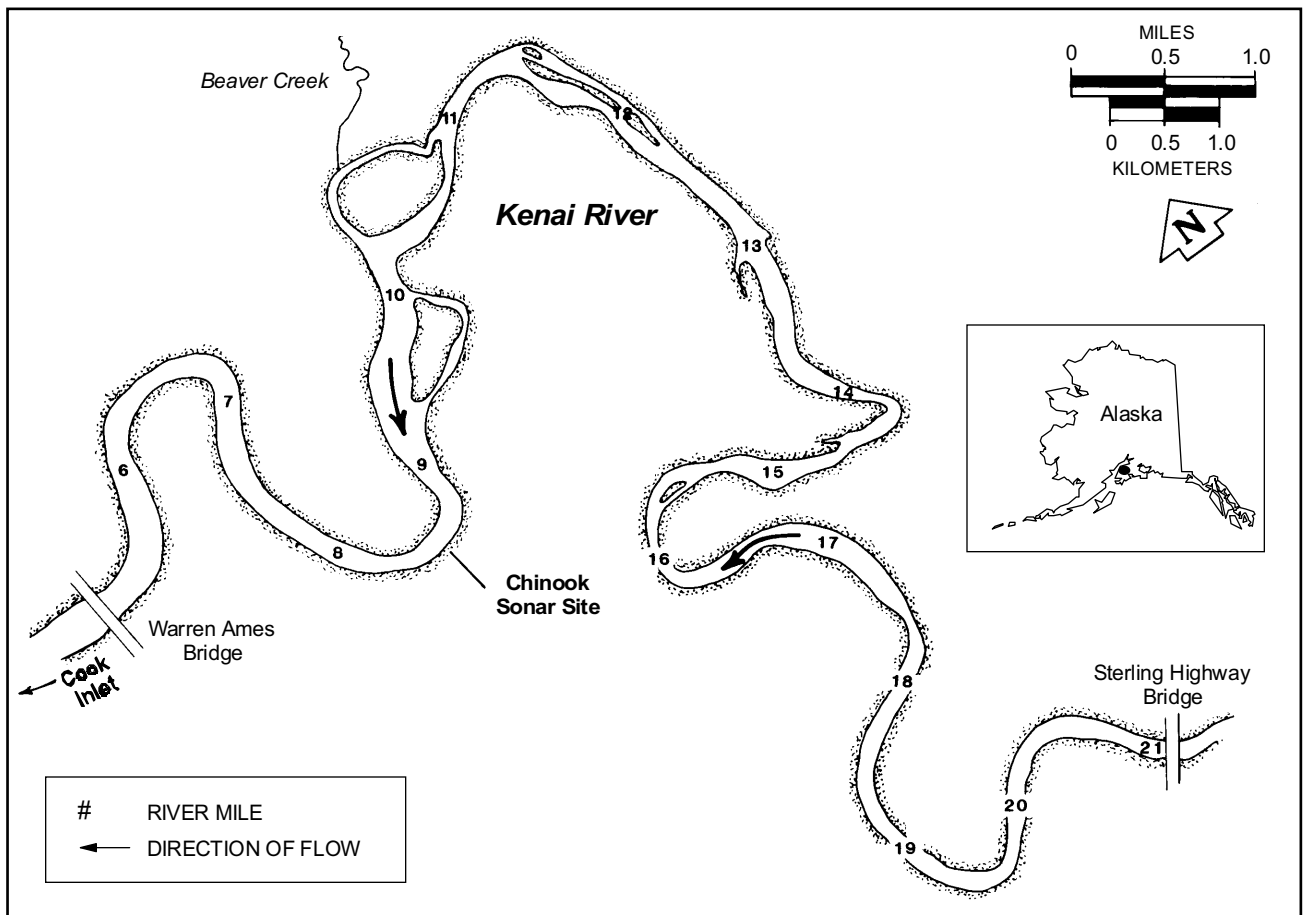 MILES
0 0.5 1.0
0 0.5 1.0
KILOMETERS
N
Beaver Creek
Kenai River
11
12
13
10
14
7
9
6
15
8
16
17
Chinook
Sonar Site
Alaska
Warren Ames
Bridge
Cook
Inlet
18
Sterling Highway
Bridge
21
20
19
# RIVER MILE
DIRECTION OF FLOW